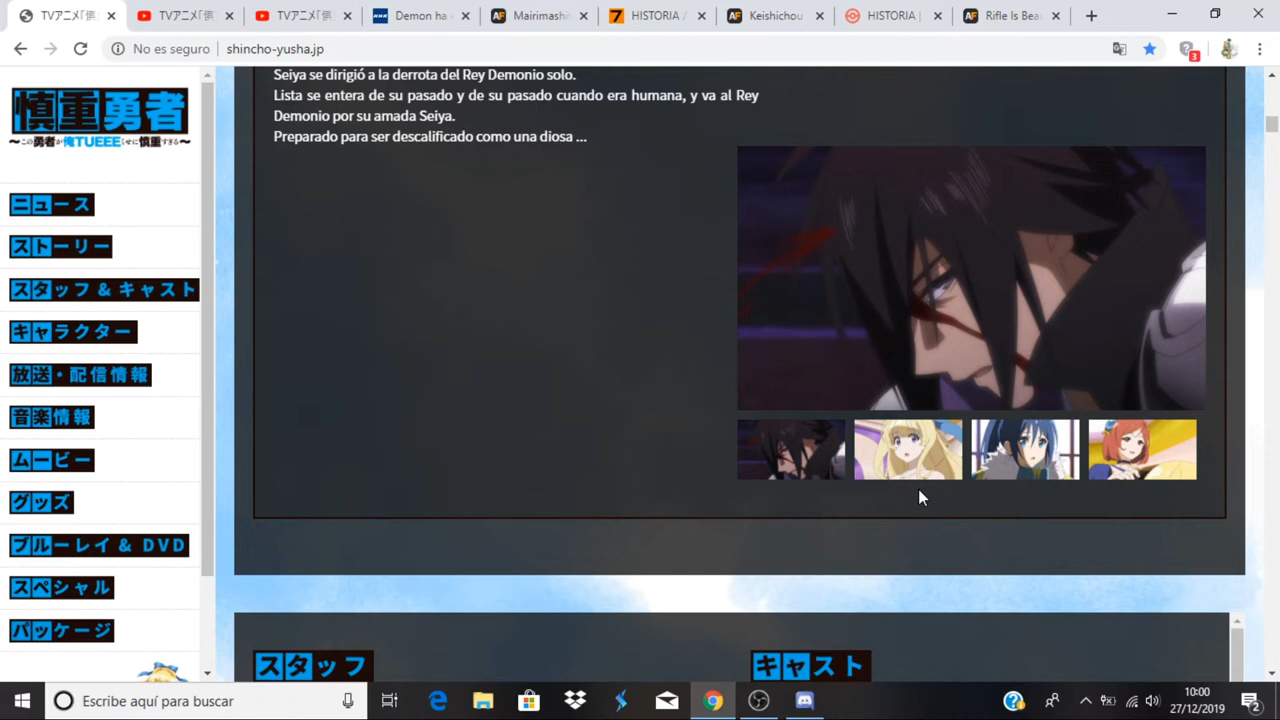 TVアニメ「慎
TVアニメ「慎
TVアニメ「慎
Demon ha
Mairimashi
HISTORIA /
Keishichou
HISTORIA |
Rifle Is Bea
No es seguro
shincho-yusha.jp
3
慎重勇者
~この勇者が俺TUEEEくせに慎重すぎる~
ニュース
ストーリー
スタッフ & キャスト
キャラクター
放送・配信情報
音楽情報
ムービー
グッズ
ブルーレイ & DVD
スペシャル
パッケージ
Seiya se dirigió a la derrota del Rey Demonio solo.
Lista se entera de su pasado y de su pasado cuando era humana, y va al Rey
Demonio por su amada Seiya.
Preparado para ser descalificado como una diosa ...
スタッフ
キャスト
Escribe aquí para buscar
10:00
27/12/2019
2